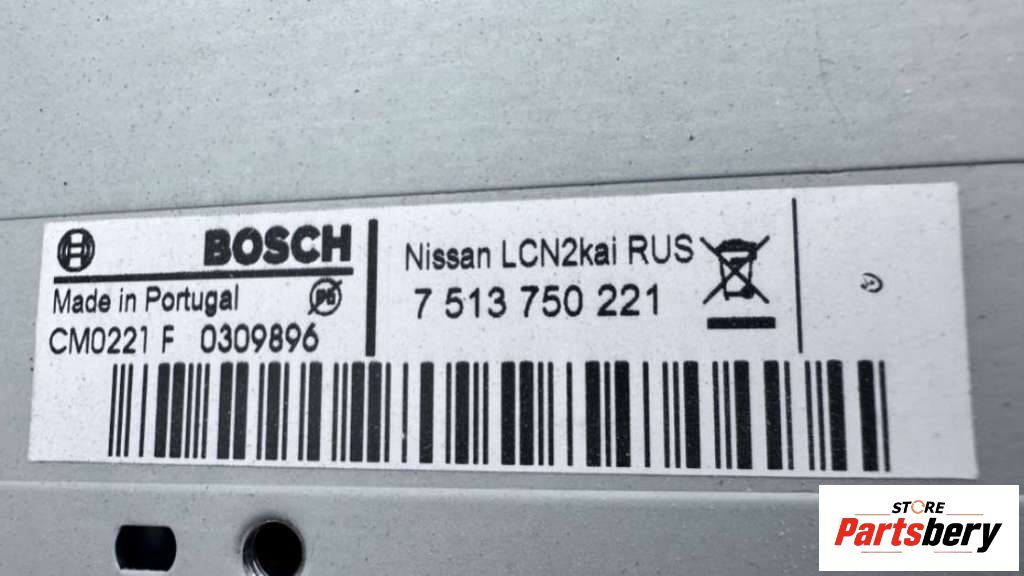 BOSCH
Made in Portugal
CM0221 F 0309896
Nissan LCN2kai RUS
7 513 750 221
STORE
Partsbery